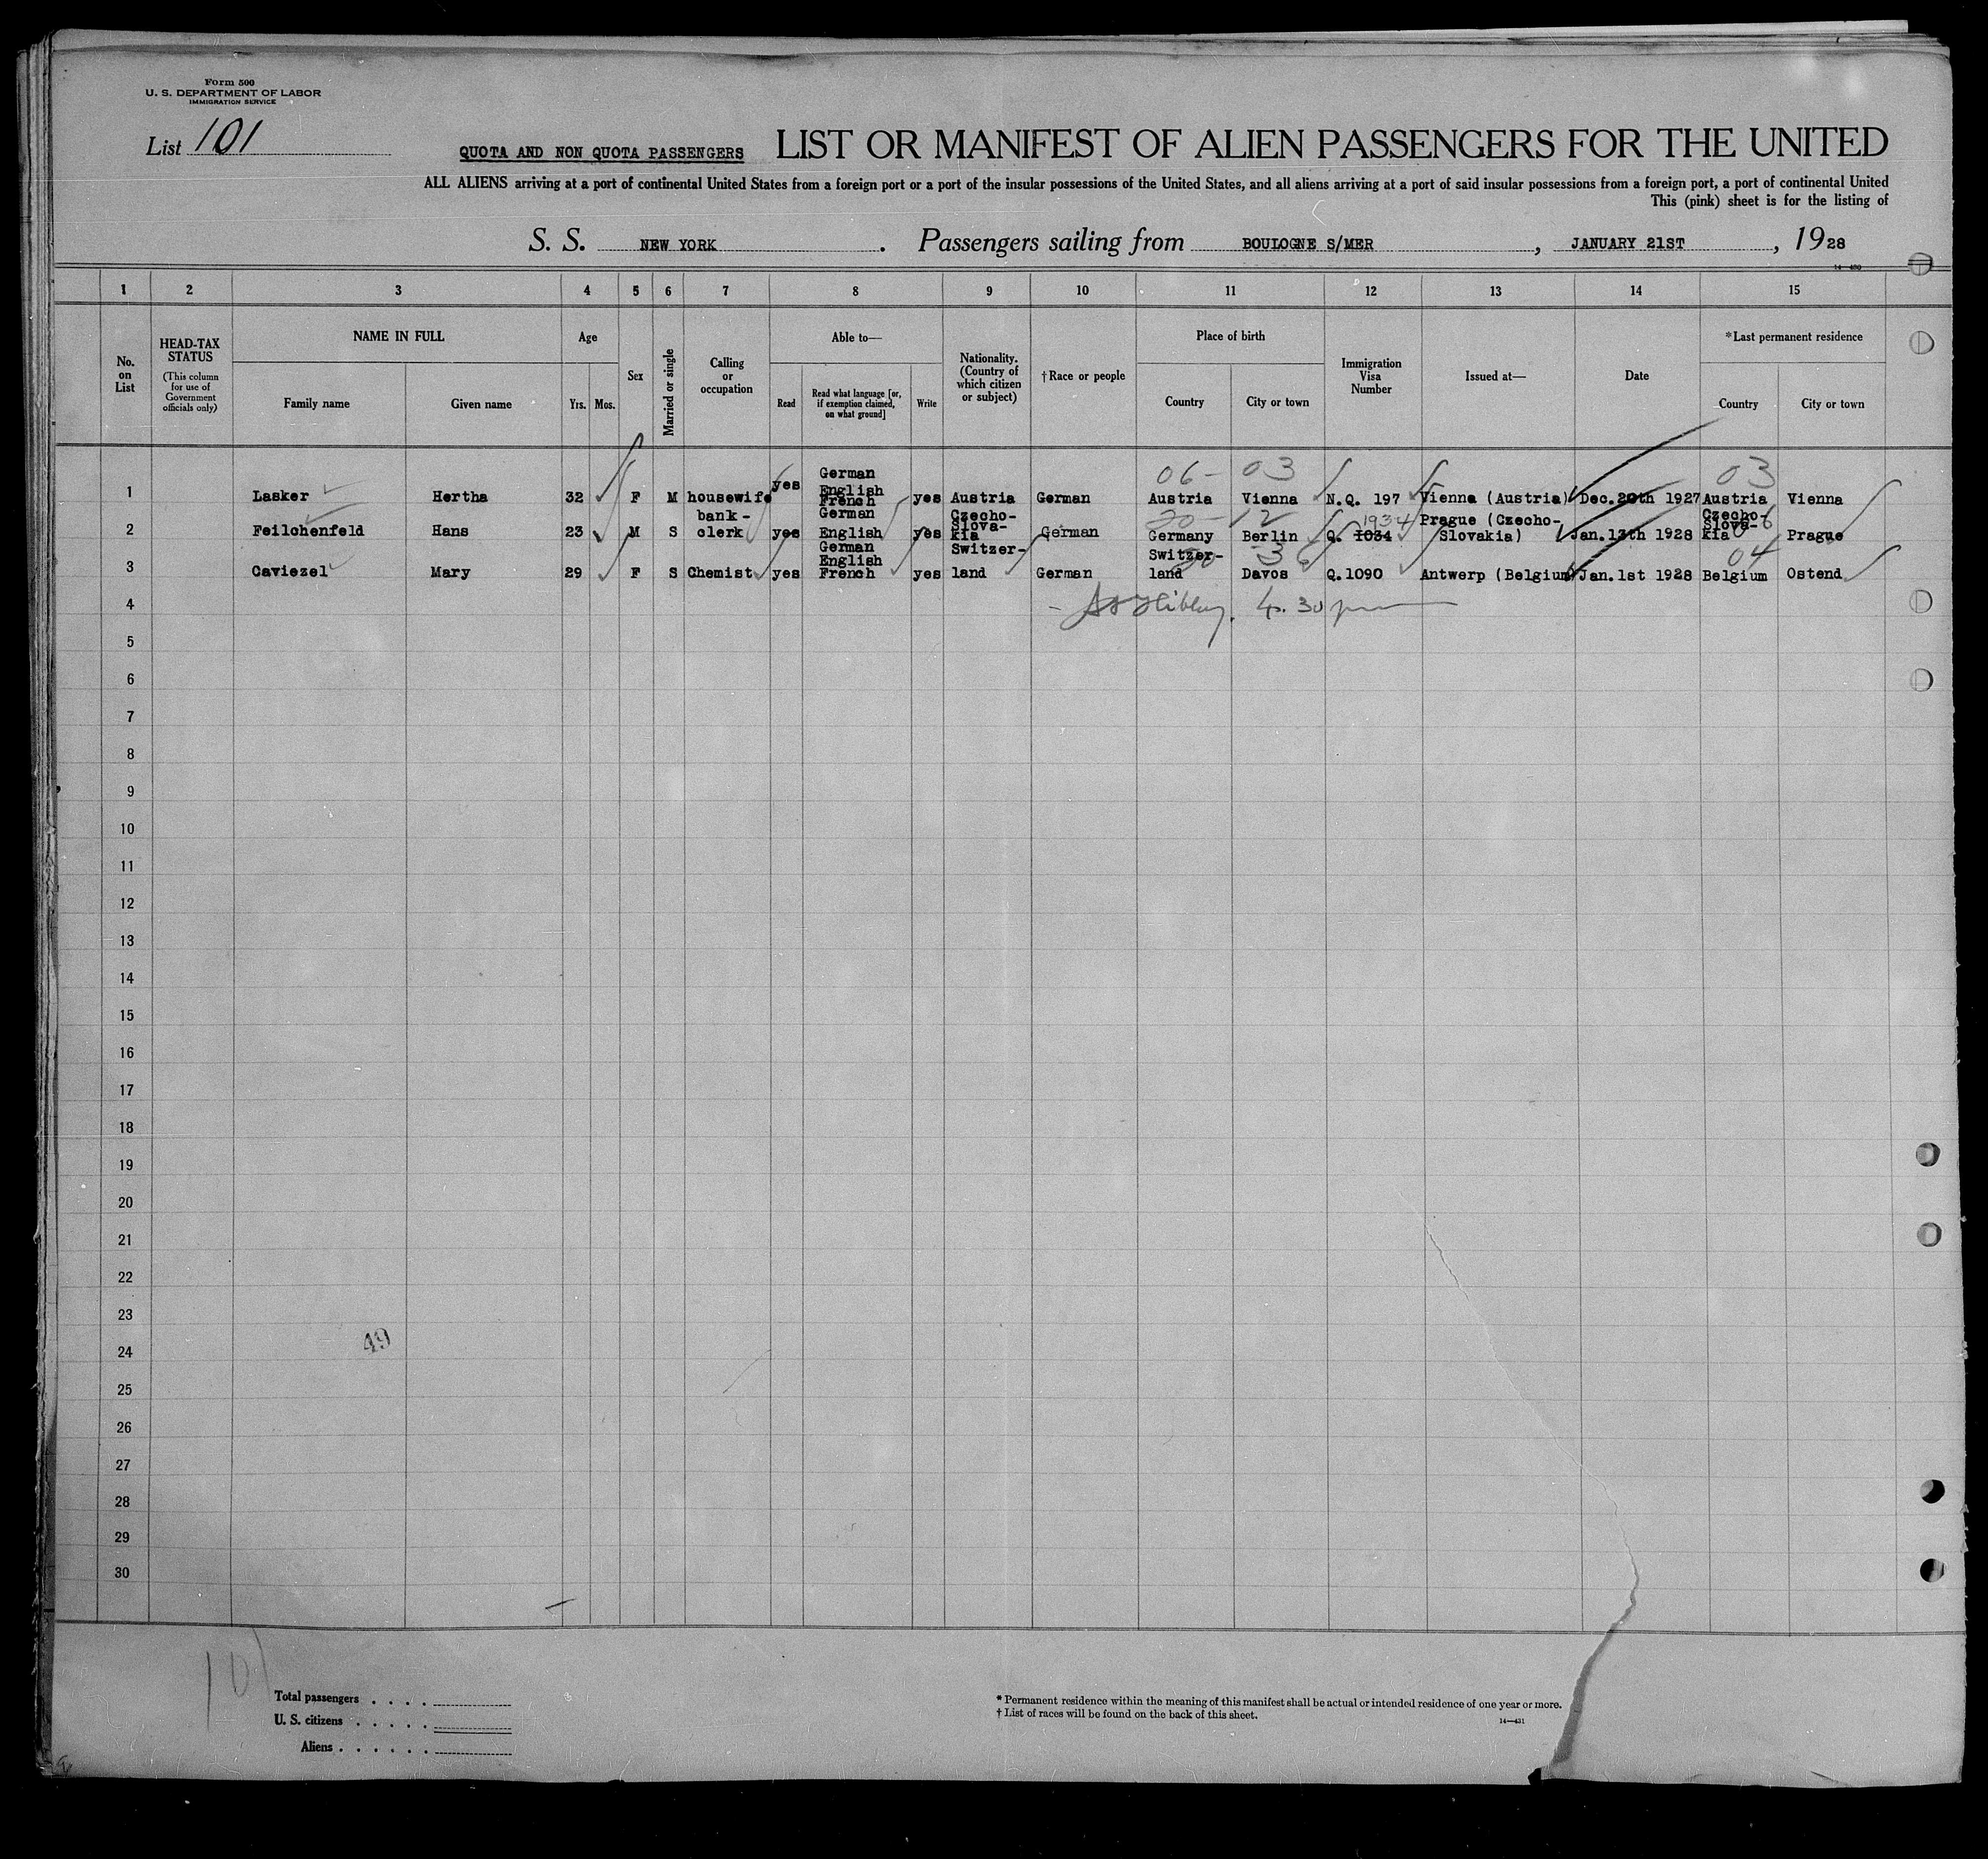 Form 500
U. S. DEPARTMENT OF LABOR
IMMIGRATION SERVICE
List 101
QUOTA AND NON QUOTA PASSENGERS LIST OR MANIFEST OF ALIEN PASSENGERS FOR THE UNITED
ALL ALIENS arriving at a port of continental United States from a foreign port or a port of the insular possessions of the United States, and all aliens arriving at a port of said insular possessions from a foreign port, a port of continental United
This (pink) sheet is for the listing of
S. S. NEW YORK . Passengers sailing from BOULOGNE S/MER , JANUARY 21ST , 1928
14—430
1 2 3 4 5 6 7 8 9 10 11 12 13 14 15
No. on List
HEAD-TAX STATUS
(This column for use of Government officials only)
NAME IN FULL
Family name Given name
Age
Yrs. Mos.
Sex
Married or single
Calling or occupation
Able to—
Read
Read what language [or, if exemption claimed, on what ground]
Write
Nationality. (Country of which citizen or subject)
†Race or people
Place of birth
Country City or town
Immigration Visa Number
Issued at—
Date
*Last permanent residence
Country City or town
06- 03 03
1 Lasker Hertha 32 F M housewife yes German English French yes Austria German Austria Vienna N.Q. 197 Vienna (Austria) Dec. 20th 1927 Austria Vienna
20- 12 1934
2 Feilchenfeld Hans 23 M S bank-clerk yes German English yes Czecho-Slova-kia German Germany Berlin Q. 1034 Prague (Czecho-Slovakia) Jan. 13th 1928 Czecho-Slova-kia Prague
04
3 Caviezel Mary 29 F S Chemist yes German English French yes Switzer-land German Switzer-land Davos Q.1090 Antwerp (Belgium) Jan. 1st 1928 Belgium Ostend
4
4.30 pm
5
6
7
8
9
10
11
12
13
14
15
16
17
18
19
20
21
22
23
49
24
25
26
27
28
29
30
101
Total passengers . . . .
U. S. citizens . . . . .
Aliens . . . . . .
* Permanent residence within the meaning of this manifest shall be actual or intended residence of one year or more.
† List of races will be found on the back of this sheet.
14—431